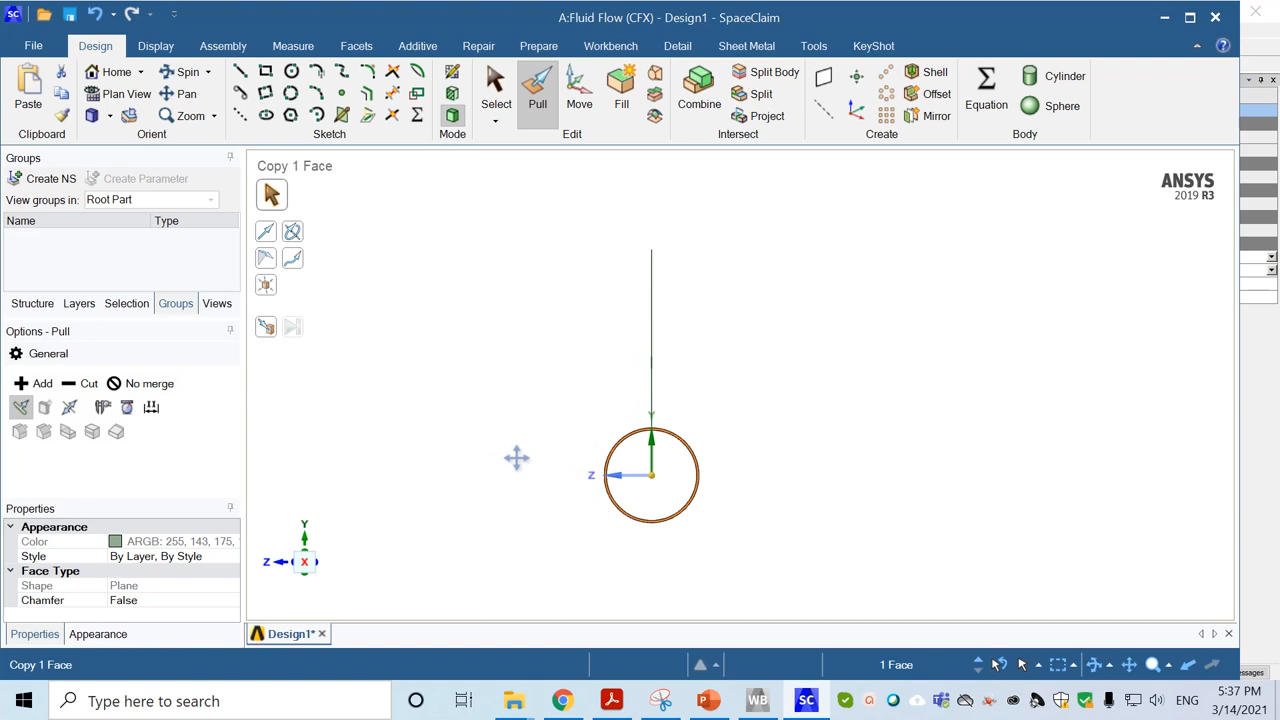 A:Fluid Flow (CFX) - Design1 - SpaceClaim
File Design Display Assembly Measure Facets Additive Repair Prepare Workbench Detail Sheet Metal Tools KeyShot
Home Spin Select Pull Move Fill Combine Split Body Shell Equation Cylinder
Paste Plan View Pan Split Offset Sphere
Zoom Project Mirror
Clipboard Orient Sketch Mode Edit Intersect Create Body
Groups
Create NS Create Parameter
View groups in: Root Part
Name Type
Structure Layers Selection Groups Views
Options - Pull
General
Add Cut No merge
Properties
Appearance
Color ARGB: 255, 143, 175,
Style By Layer, By Style
Face Type
Shape Plane
Chamfer False
Properties Appearance
Copy 1 Face
ANSYS
2019 R3
Y
Z
Y
Z X
Design1*
Copy 1 Face 1 Face
essages
Type here to search WB SC ENG 5:37 PM
3/14/2021